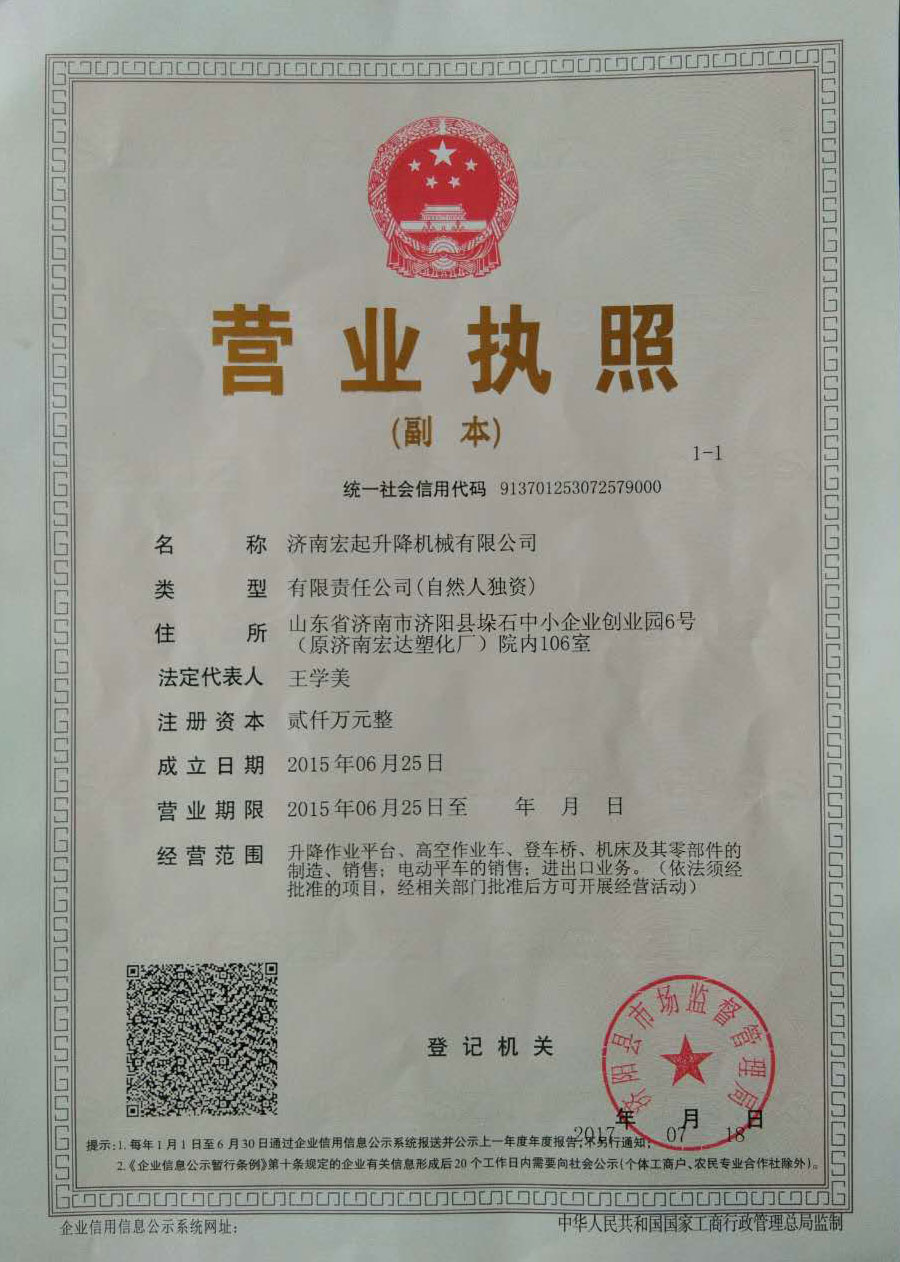 营业执照
(副 本)
1-1
统一社会信用代码 913701253072579000
名 称 济南宏起升降机械有限公司
类 型 有限责任公司(自然人独资)
住 所 山东省济南市济阳县垛石中小企业创业园6号
（原济南宏达塑化厂）院内106室
法定代表人 王学美
注册资本 贰仟万元整
成立日期 2015年06月25日
营业期限 2015年06月25日至 年 月 日
经营范围 升降作业平台、高空作业车、登车桥、机床及其零部件的
制造、销售；电动平车的销售；进出口业务。（依法须经
批准的项目，经相关部门批准后方可开展经营活动）
济阳县市场监督管理局
登记机关
2017年07月18日
提示:1.每年1月1日至6月30日通过企业信用信息公示系统报送并公示上一年度年度报告,不另行通知;
2.《企业信息公示暂行条例》第十条规定的企业有关信息形成后20个工作日内需要向社会公示(个体工商户、农民专业合作社除外)。
企业信用信息公示系统网址:
中华人民共和国国家工商行政管理总局监制